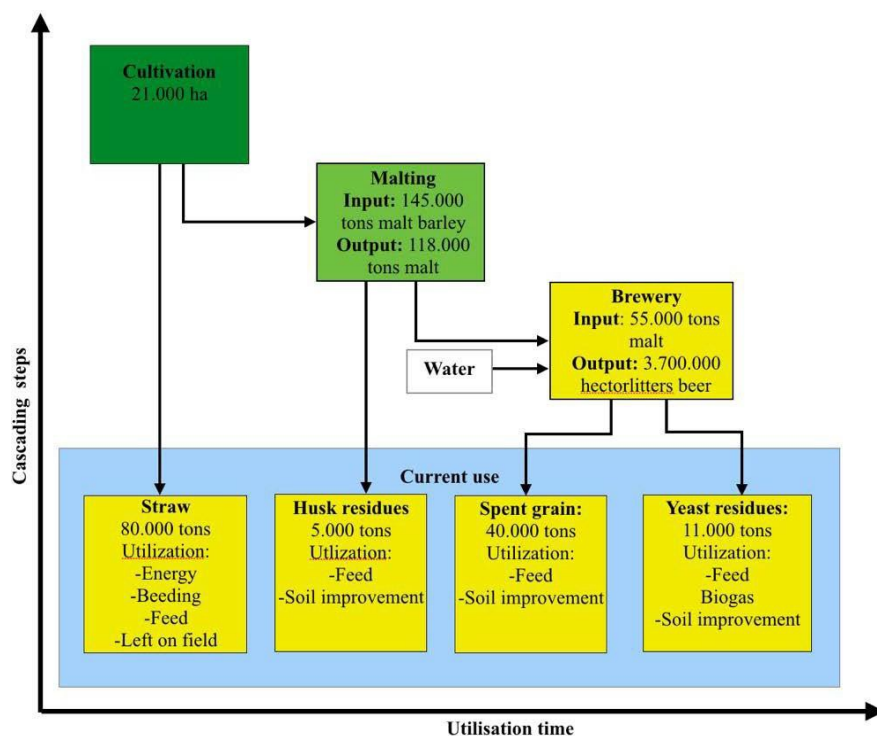 Cultivation
21.000 ha
Malting
Input: 145.000
tons malt barley
Output: 118.000
tons malt
Brewery
Input: 55.000 tons
malt
Output: 3.700.000
hectorlitters beer
Water
Cascading steps
Current use
Straw
80.000 tons
Utilization:
-Energy
-Beeding
-Feed
-Left on field
Husk residues
5.000 tons
Utlization:
-Feed
-Soil improvement
Spent grain:
40.000 tons
Utilization:
-Feed
-Soil improvement
Yeast residues:
11.000 tons
Utilization:
-Feed
Biogas
-Soil improvement
Utilisation time